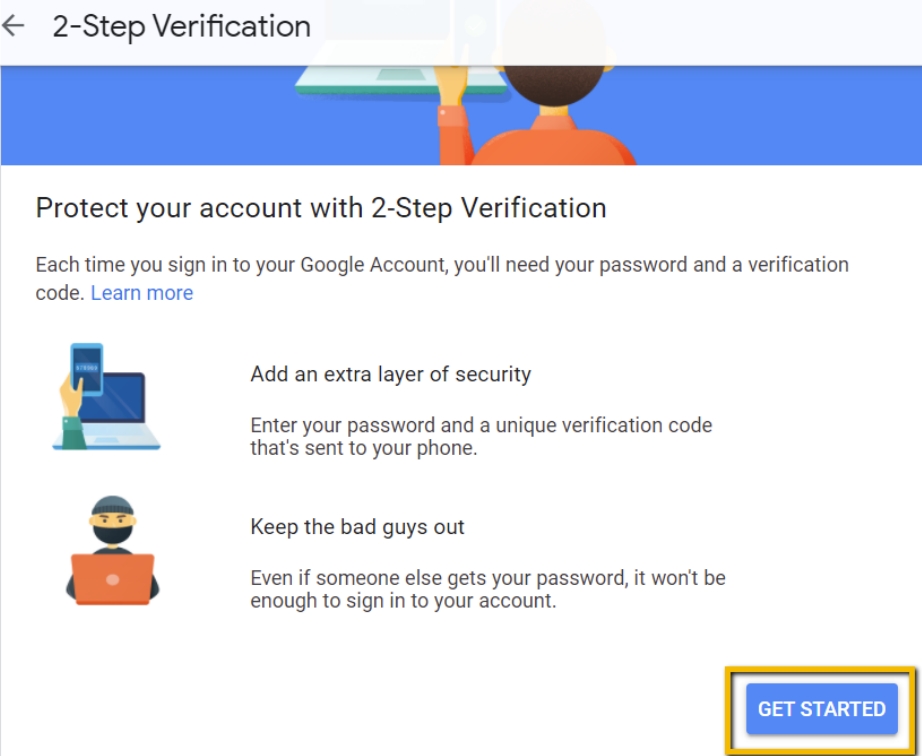 2-Step Verification
Protect your account with 2-Step Verification
Each time you sign in to your Google Account, you'll need your password and a verification
code. Learn more
Add an extra layer of security
Enter your password and a unique verification code
that's sent to your phone.
Keep the bad guys out
Even if someone else gets your password, it won't be
enough to sign in to your account.
GET STARTED